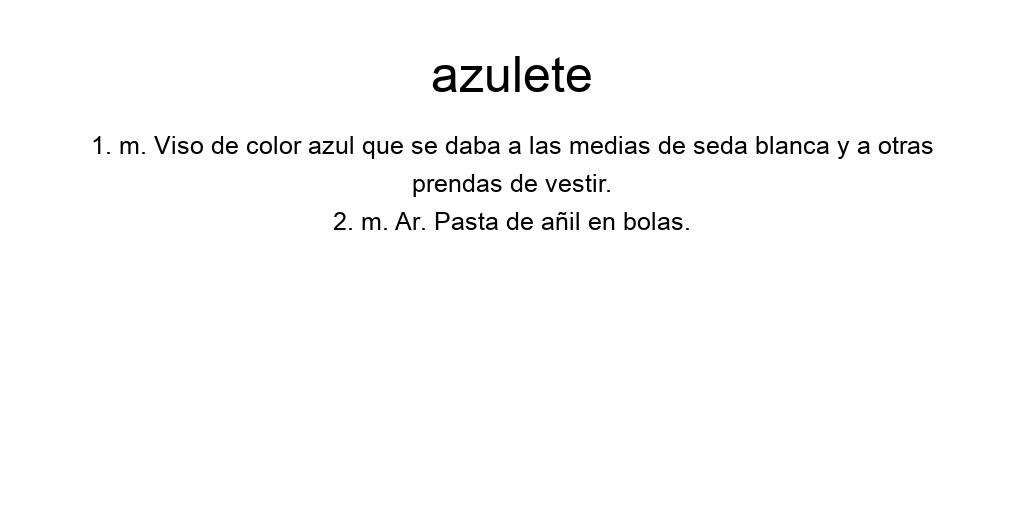 azulete
1. m. Viso de color azul que se daba a las medias de seda blanca y a otras
prendas de vestir.
2. m. Ar. Pasta de añil en bolas.